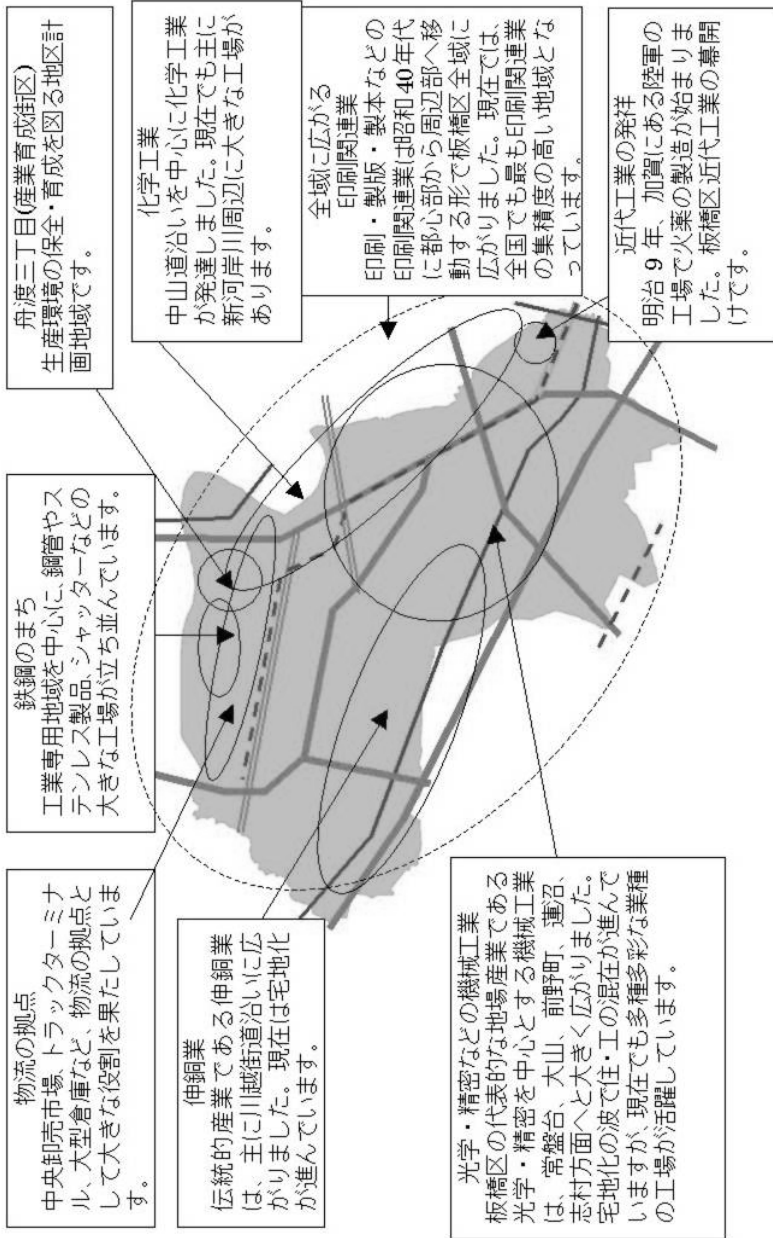 物流の拠点
中央卸売市場、トラックターミナ
ル、大型倉庫など、物流の拠点と
して大きな役割を果たしていま
す。
鉄鋼のまち
工業専用地域を中心に、鋼管やス
テンレス製品、シャッターなどの
大きな工場が立ち並んでいます。
舟渡三丁目(産業育成街区)
生産環境の保全・育成を図る地区計
画地域です。
化学工業
中山道沿いを中心に化学工業
が発達しました。現在でも主に
新河岸川周辺に大きな工場が
あります。
全域に広がる
印刷関連業
印刷・製版・製本などの
印刷関連業は昭和40年代
に都心部から周辺部へ移
動する形で板橋区全域に
広がりました。現在では、
全国でも最も印刷関連業
の集積度の高い地域とな
っています。
近代工業の発祥
明治9年、加賀にある陸軍の
工場で火薬の製造が始まりま
した。板橋区近代工業の幕開
けです。
伸銅業
伝統的産業である伸銅業
は、主に川越街道沿いに広
がりました。現在は宅地化
が進んでいます。
光学・精密などの機械工業
板橋区の代表的な地場産業である
光学・精密を中心とする機械工業
は、常盤台、大山、前野町、蓮沼、
志村方面へと大きく広がりました。
宅地化の波で住・工の混在が進んで
いますが、現在でも多種多彩な業種
の工場が活躍しています。